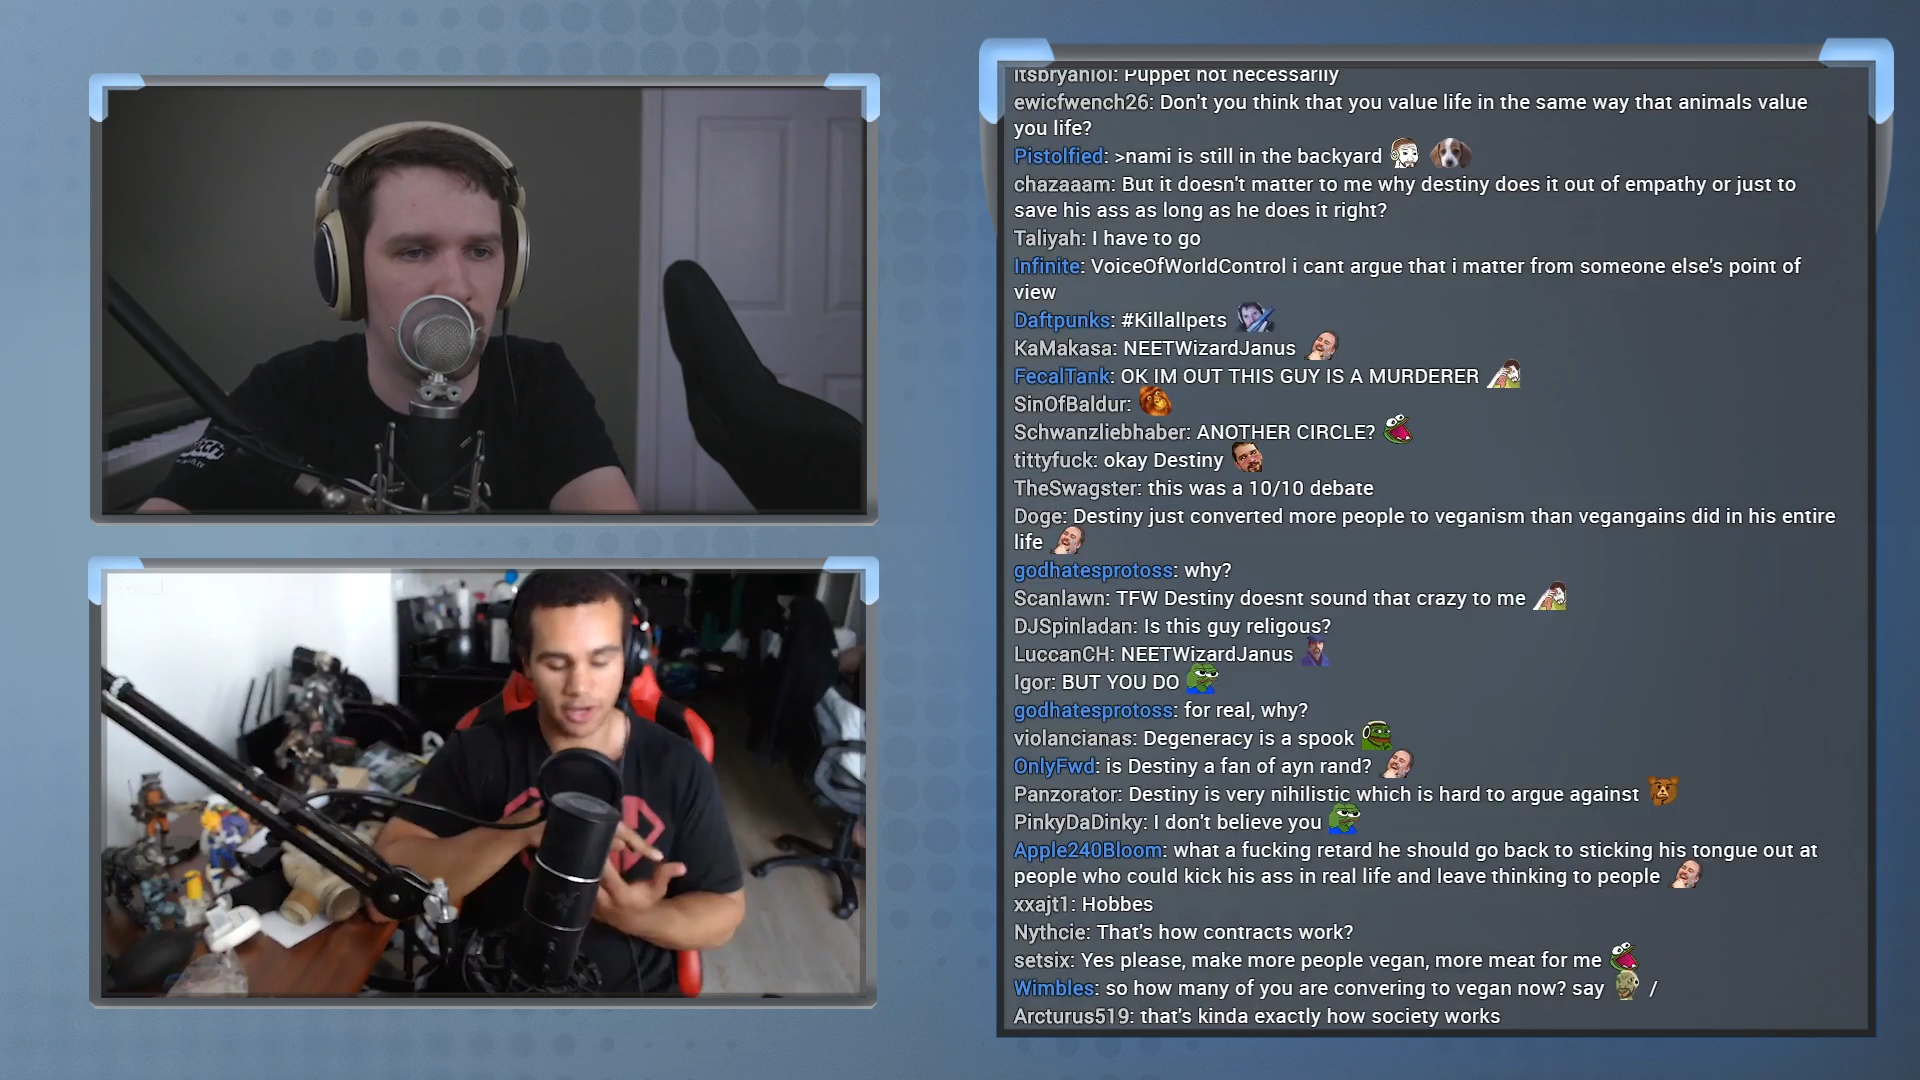 itsbryanlol: Puppet not necessarily
ewicfwench26: Don't you think that you value life in the same way that animals value
you life?
Pistolfied: >nami is still in the backyard
chazaaam: But it doesn't matter to me why destiny does it out of empathy or just to
save his ass as long as he does it right?
Taliyah: I have to go
Infinite: VoiceOfWorldControl i cant argue that i matter from someone else's point of
view
Daftpunks: #Killallpets
KaMakasa: NEETWizardJanus
FecalTank: OK IM OUT THIS GUY IS A MURDERER
SinOfBaldur:
Schwanzliebhaber: ANOTHER CIRCLE?
tittyfuck: okay Destiny
TheSwagster: this was a 10/10 debate
Doge: Destiny just converted more people to veganism than vegangains did in his entire
life
godhatesprotoss: why?
Scanlawn: TFW Destiny doesnt sound that crazy to me
DJSpinladan: Is this guy religous?
LuccanCH: NEETWizardJanus
Igor: BUT YOU DO
godhatesprotoss: for real, why?
violancianas: Degeneracy is a spook
OnlyFwd: is Destiny a fan of ayn rand?
Panzorator: Destiny is very nihilistic which is hard to argue against
PinkyDaDinky: I don't believe you
Apple240Bloom: what a fucking retard he should go back to sticking his tongue out at
people who could kick his ass in real life and leave thinking to people
xxajt1: Hobbes
Nythcie: That's how contracts work?
setsix: Yes please, make more people vegan, more meat for me
Wimbles: so how many of you are convering to vegan now? say /
Arcturus519: that's kinda exactly how society works